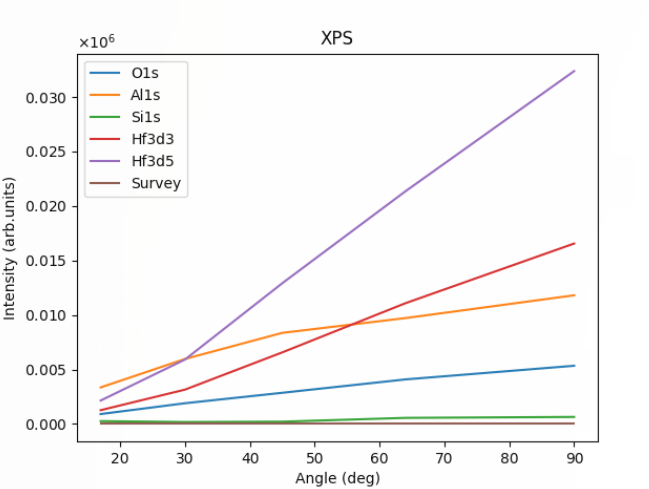 XPS
×10⁶
0.030
0.025
0.020
0.015
0.010
0.005
0.000
Intensity (arb.units)
O1s
Al1s
Si1s
Hf3d3
Hf3d5
Survey
20 30 40 50 60 70 80 90
Angle (deg)